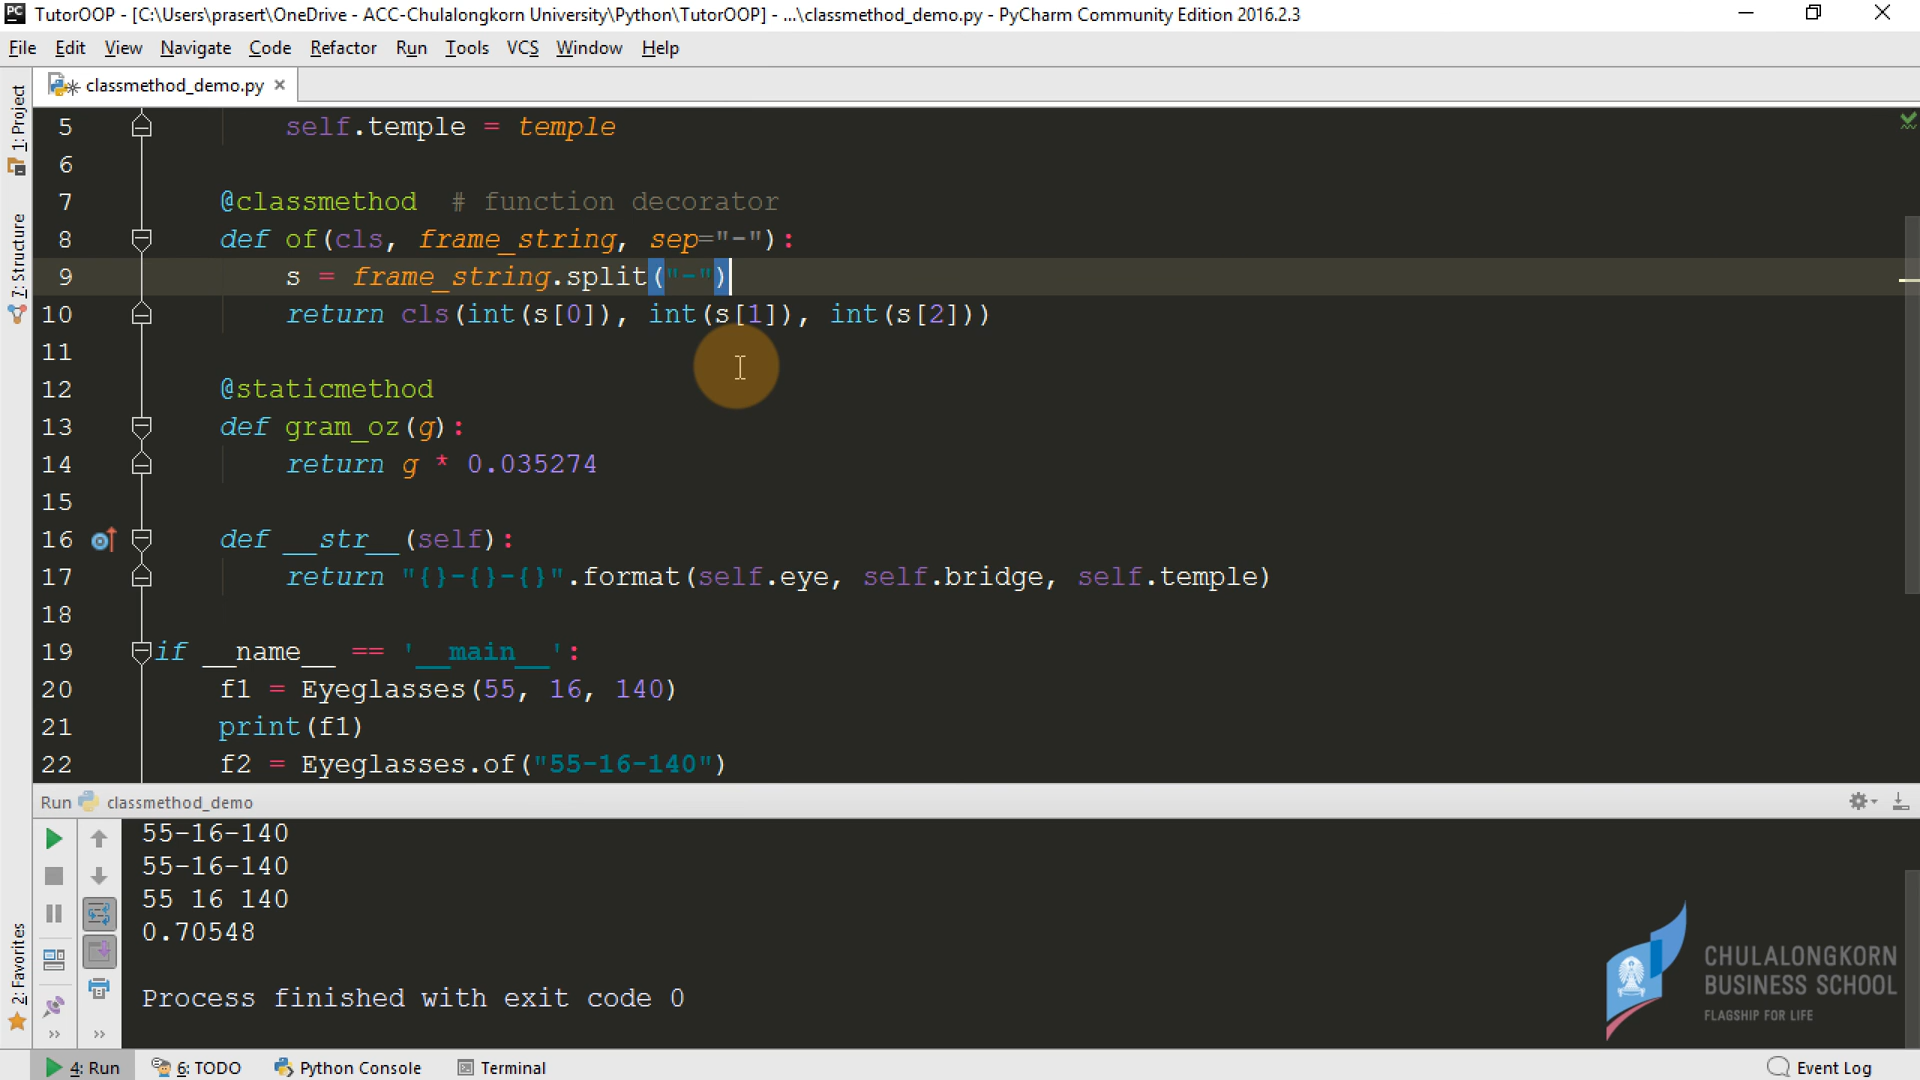 PC TutorOOP - [C:\Users\prasert\OneDrive - ACC-Chulalongkorn University\Python\TutorOOP] - ...\classmethod_demo.py - PyCharm Community Edition 2016.2.3
File Edit View Navigate Code Refactor Run Tools VCS Window Help
classmethod_demo.py
1: Project
7: Structure
2: Favorites
5 self.temple = temple
6
7 @classmethod # function decorator
8 def of(cls, frame_string, sep="-"):
9 s = frame_string.split("-")
10 return cls(int(s[0]), int(s[1]), int(s[2]))
11
12 @staticmethod
13 def gram_oz(g):
14 return g * 0.035274
15
16 def __str__(self):
17 return "{}-{}-{}".format(self.eye, self.bridge, self.temple)
18
19 if __name__ == '__main__':
20 f1 = Eyeglasses(55, 16, 140)
21 print(f1)
22 f2 = Eyeglasses.of("55-16-140")
Run classmethod_demo
55-16-140
55-16-140
55 16 140
0.70548
Process finished with exit code 0
CHULALONGKORN
BUSINESS SCHOOL
FLAGSHIP FOR LIFE
4: Run 6: TODO Python Console Terminal Event Log